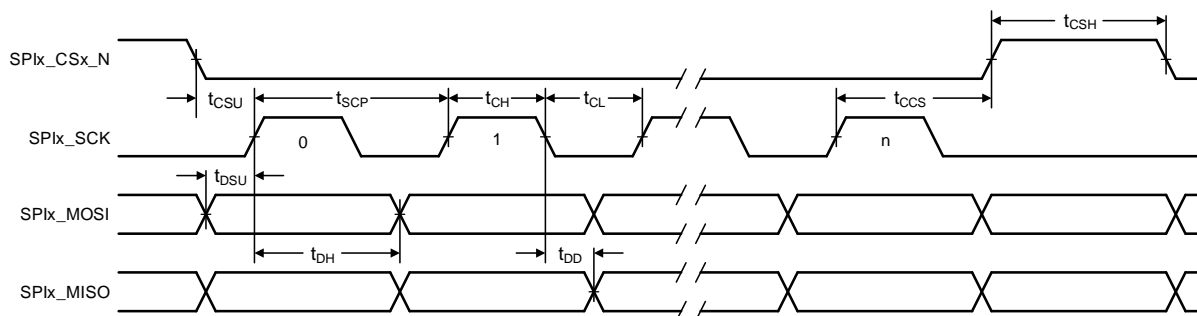 SPIx_CSx_N
tCSH
tCSU
tSCP
tCH
tCL
tCCS
SPIx_SCK
0
1
n
tDSU
SPIx_MOSI
tDH
tDD
SPIx_MISO